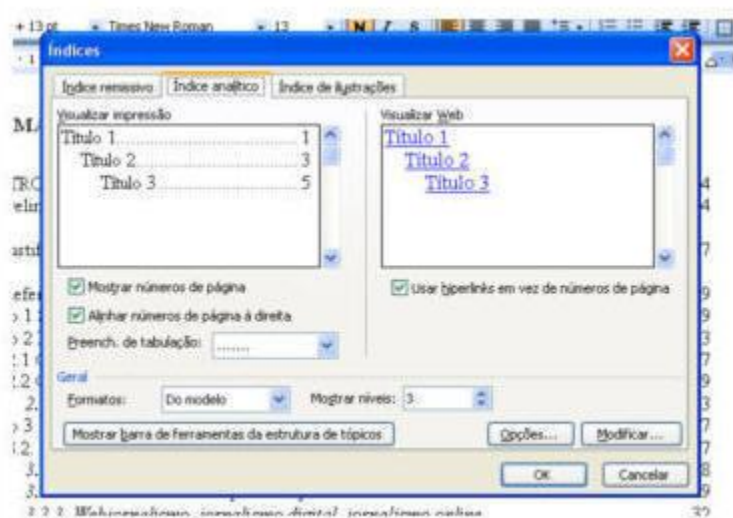 13 pt Times New Roman 13 N I S
Índices
Índice remissivo Índice analítico Índice de ilustrações
Visualizar impressão
Título 1 ........ 1
Título 2 ........ 3
Título 3 ........ 5
Visualizar Web
Título 1
Título 2
Título 3
Mostrar números de página
Alinhar números de página à direita
Preench. de tabulação: .......
Usar hiperlinks em vez de números de página
Geral
Formatos: Do modelo Mostrar níveis: 3
Mostrar barra de ferramentas da estrutura de tópicos Opções... Modificar...
OK Cancelar
Webjornalismo, jornalismo digital, jornalismo online 32